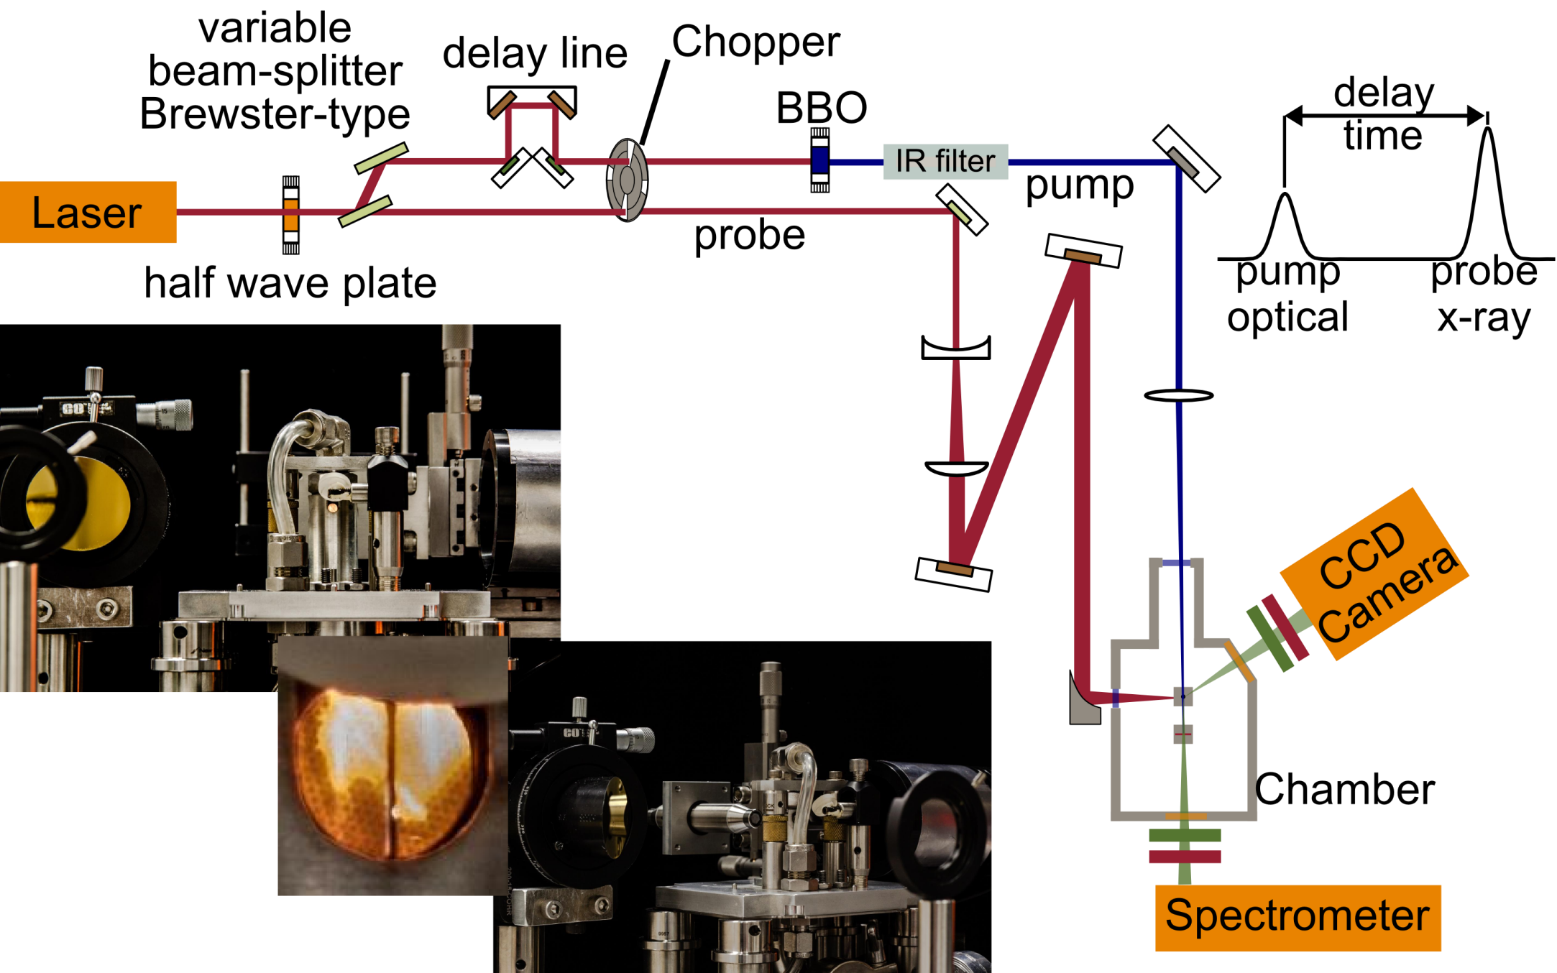 variable
beam-splitter
Brewster-type
delay line
Chopper
BBO
IR filter
pump
Laser
half wave plate
probe
delay
time
pump
optical
probe
x-ray
CCD
Camera
Chamber
Spectrometer